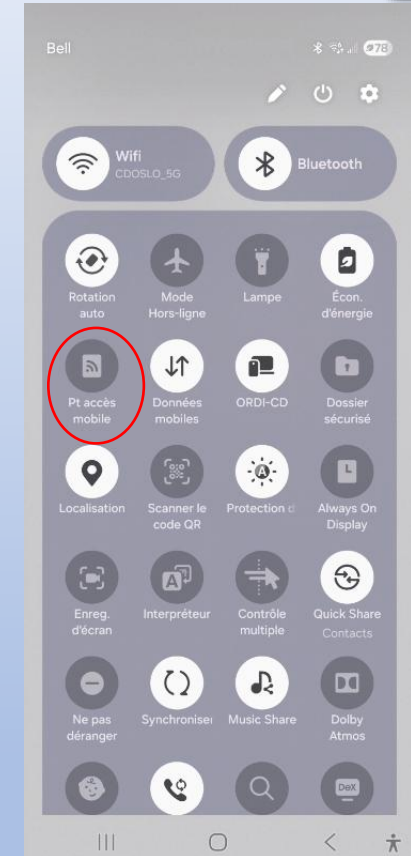 Bell
78
Wifi
CDOSLO_5G
Bluetooth
Rotation
auto
Mode
Hors-ligne
Lampe
Écon.
d'énergie
Pt accès
mobile
Données
mobiles
ORDI-CD
Dossier
sécurisé
Localisation
Scanner le
code QR
Protection d
Always On
Display
Enreg.
d'écran
Interpréteur
Contrôle
multiple
Quick Share
Contacts
Ne pas
déranger
Synchroniser
Music Share
Dolby
Atmos
DeX